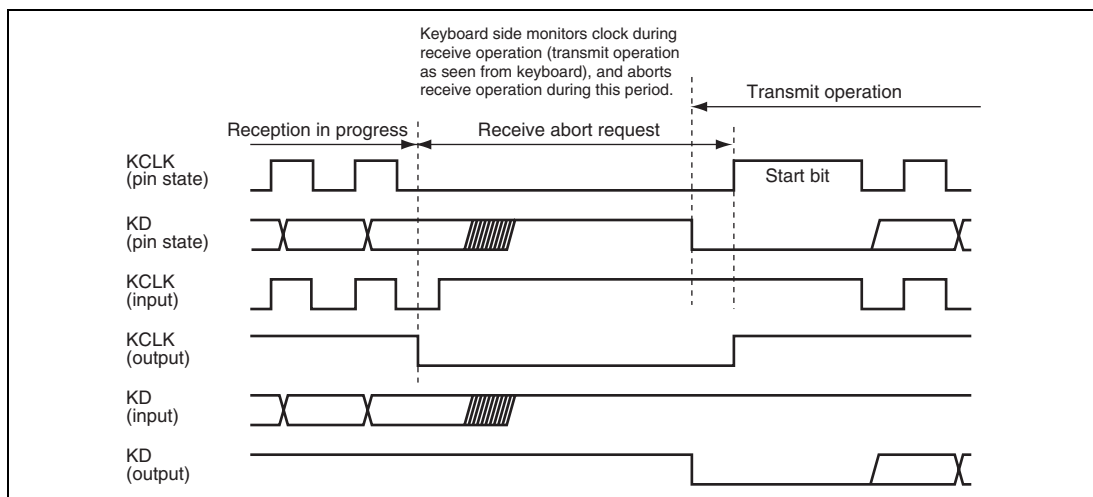 Keyboard side monitors clock during
receive operation (transmit operation
as seen from keyboard), and aborts
receive operation during this period.
Transmit operation
Reception in progress
Receive abort request
KCLK
(pin state)
Start bit
KD
(pin state)
KCLK
(input)
KCLK
(output)
KD
(input)
KD
(output)